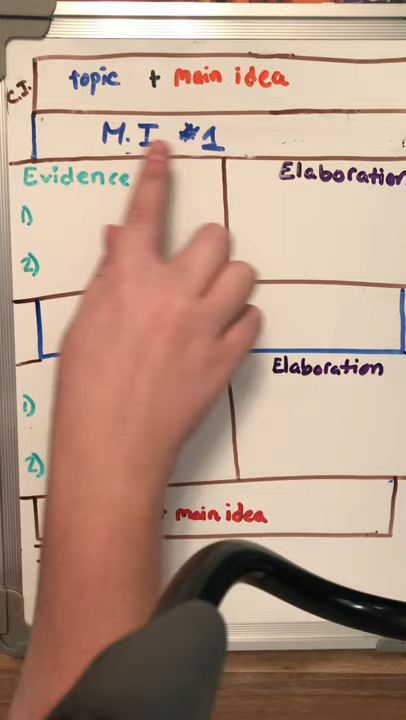 C.I.
topic + main idea
M.I #1
Evidence
Elaboration
1)
2)
Elaboration
1)
2)
+ main idea